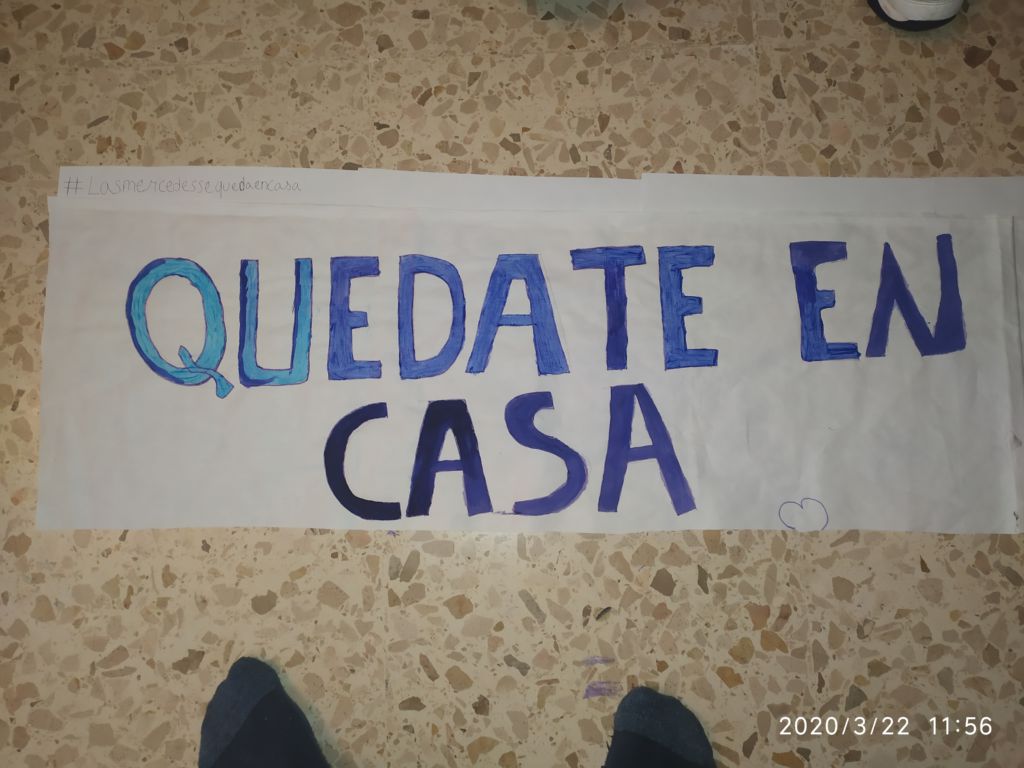 #Lasmercedessequedaencasa
QUEDATE EN
CASA
2020/3/22 11:56